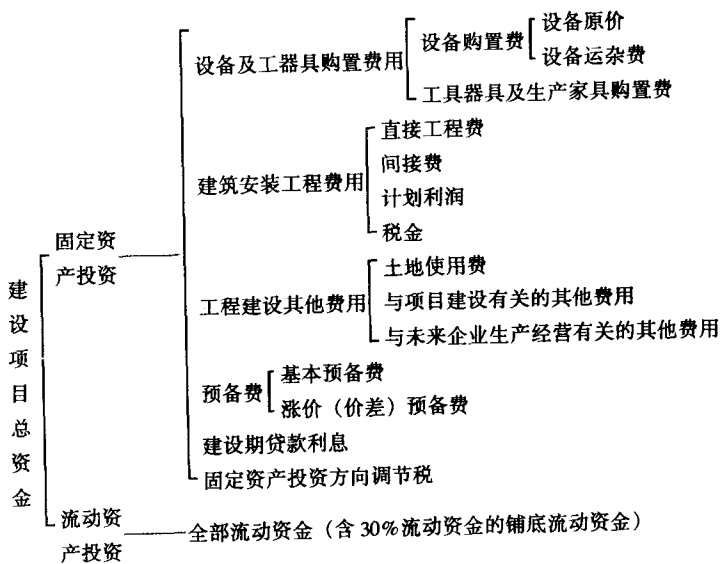 设备原价
设备购置费
设备运杂费
设备及工器具购置费用
工具器具及生产家具购置费
直接工程费
间接费
建筑安装工程费用
计划利润
税金
固定资
产投资
土地使用费
工程建设其他费用
与项目建设有关的其他费用
与未来企业生产经营有关的其他费用
建设项目总资金
基本预备费
预备费
涨价（价差）预备费
建设期贷款利息
固定资产投资方向调节税
流动资
产投资
全部流动资金（含30%流动资金的铺底流动资金）